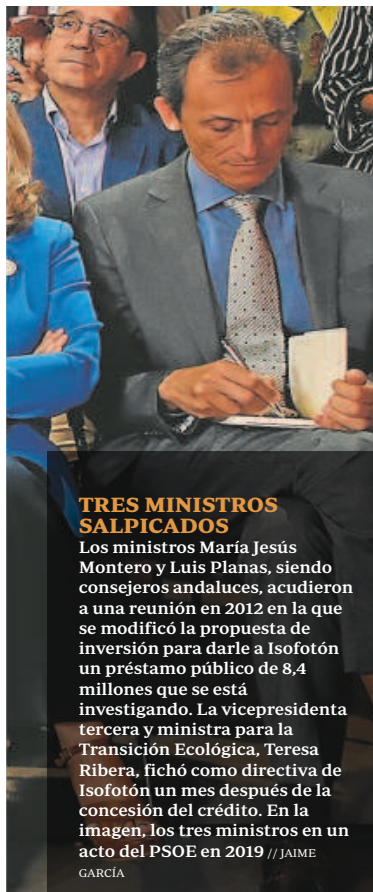 TRES MINISTROS
SALPICADOS
Los ministros María Jesús
Montero y Luis Planas, siendo
consejeros andaluces, acudieron
a una reunión en 2012 en la que
se modificó la propuesta de
inversión para darle a Isofotón
un préstamo público de 8,4
millones que se está
investigando. La vicepresidenta
tercera y ministra para la
Transición Ecológica, Teresa
Ribera, fichó como directiva de
Isofotón un mes después de la
concesión del crédito. En la
imagen, los tres ministros en un
acto del PSOE en 2019 // JAIME
GARCÍA